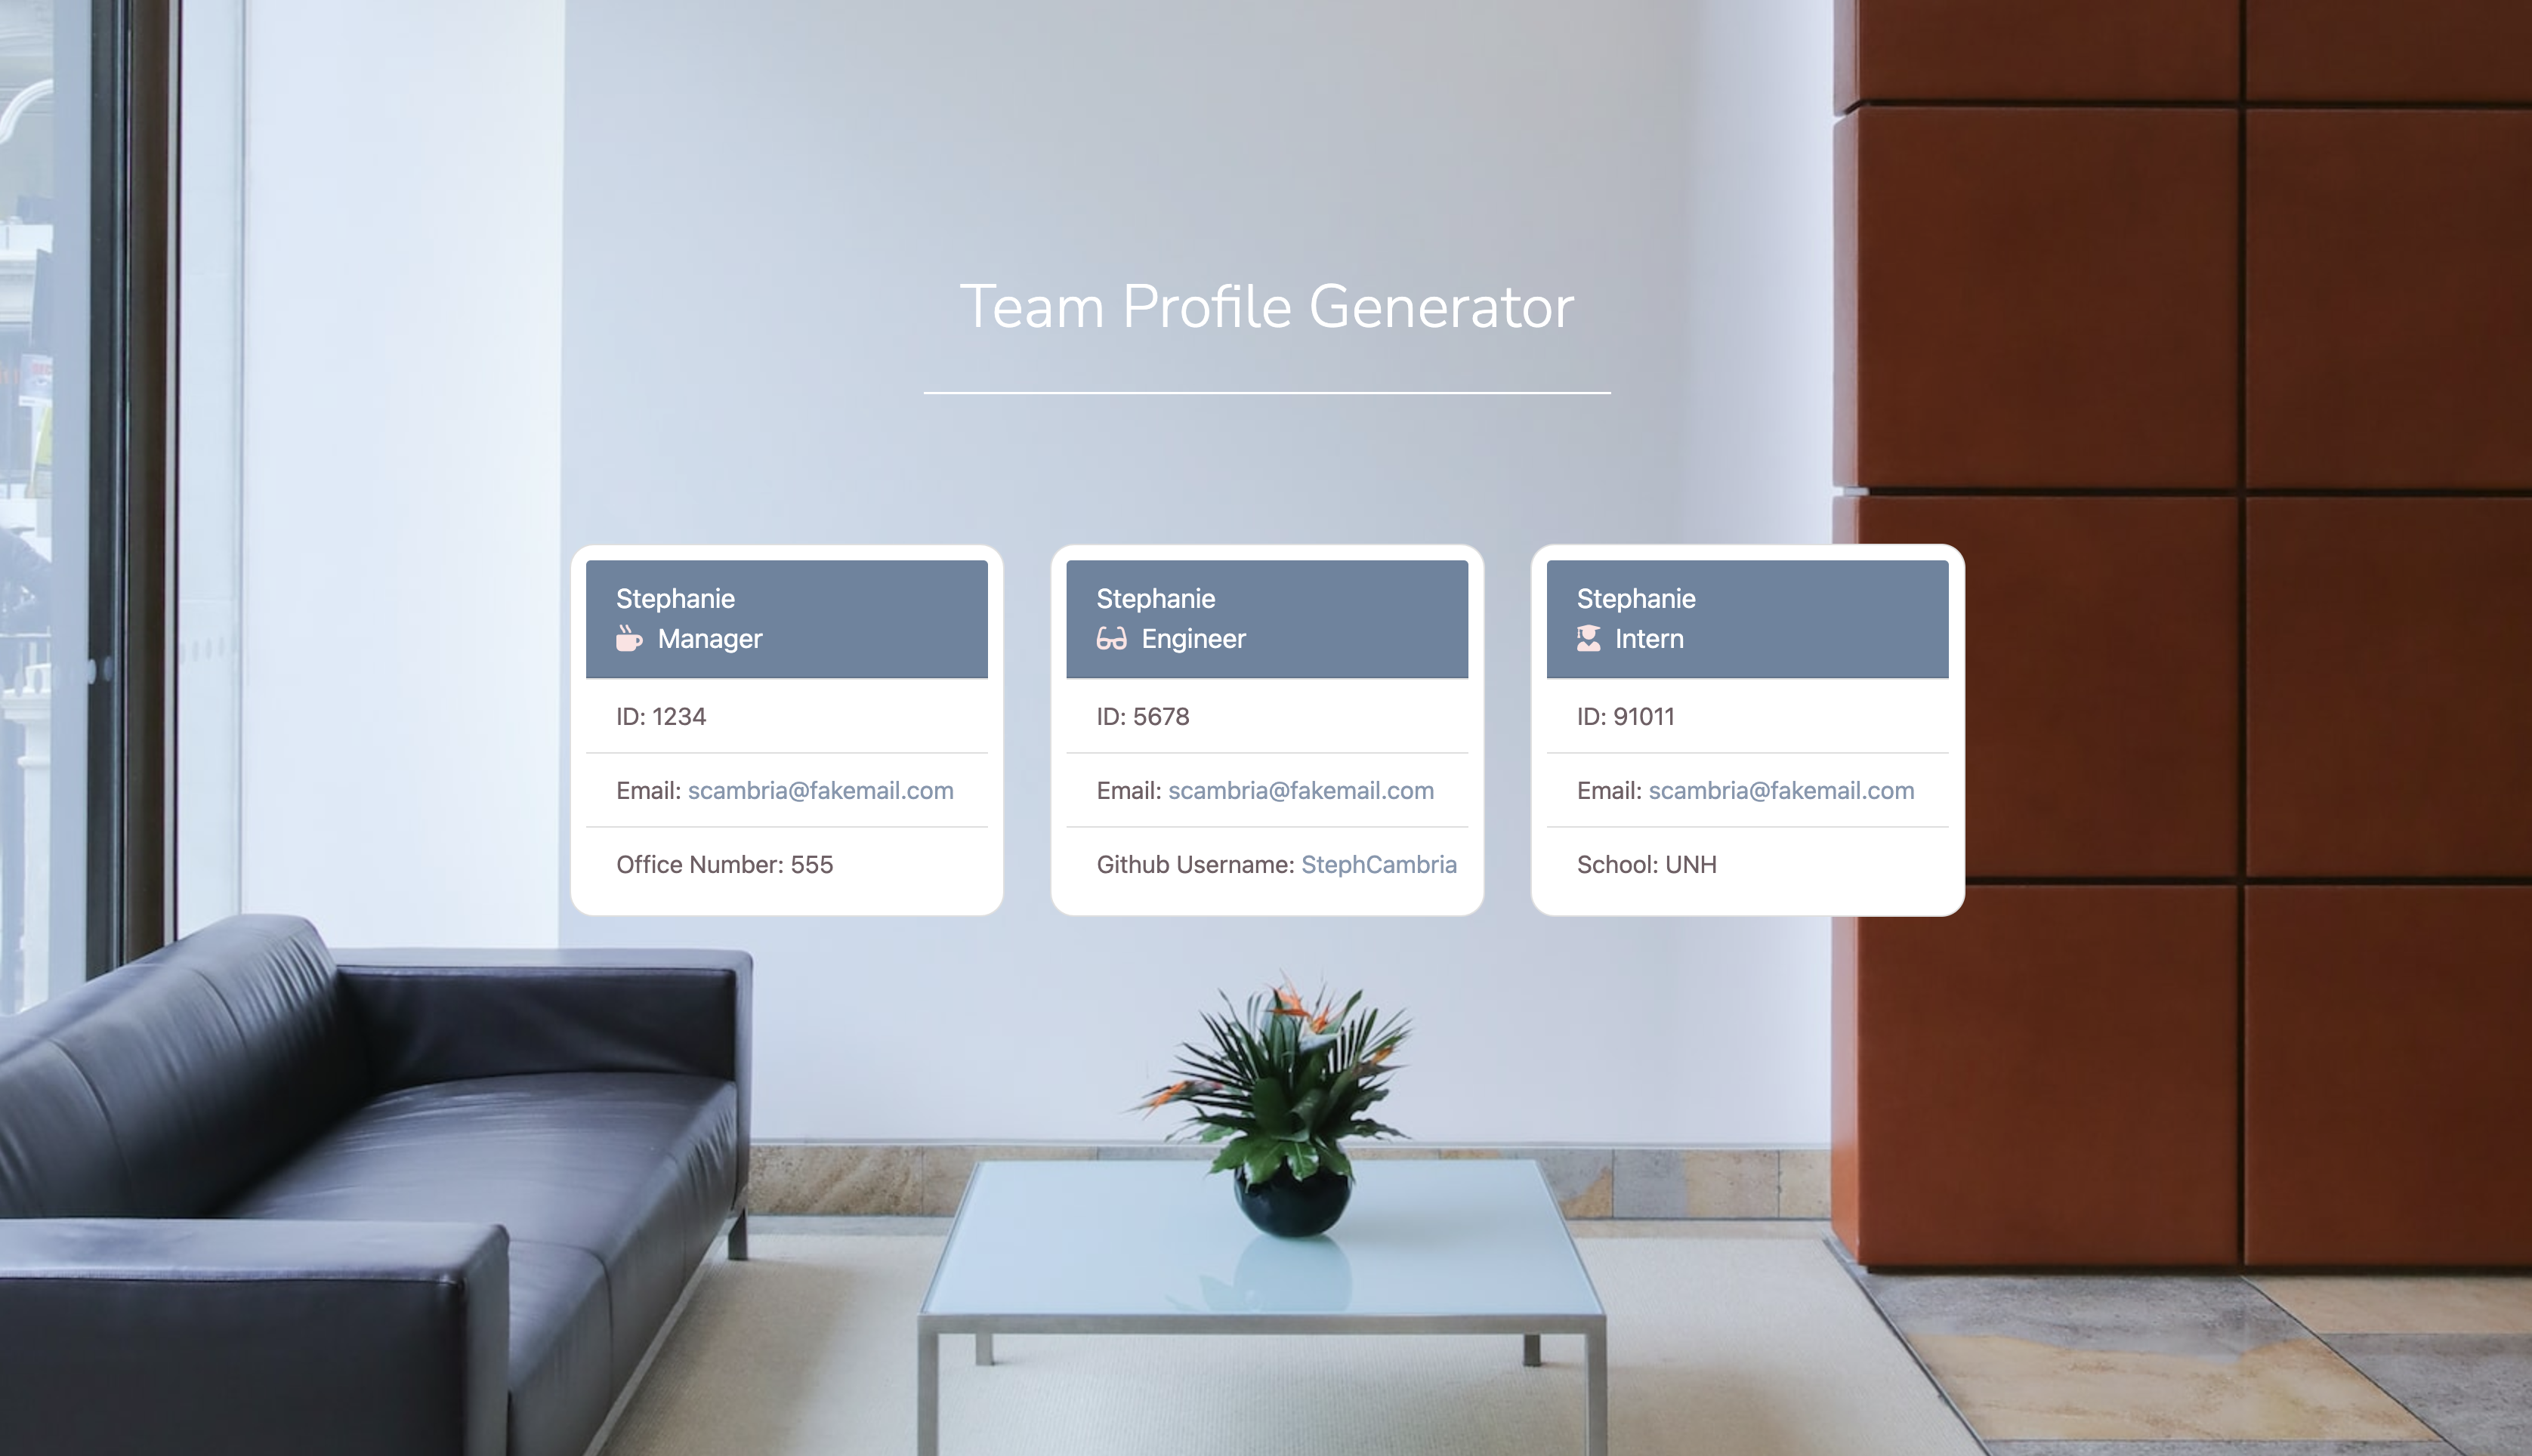 Team Profile Generator
Stephanie
Manager
ID: 1234
Email: scambria@fakemail.com
Office Number: 555
Stephanie
Engineer
ID: 5678
Email: scambria@fakemail.com
Github Username: StephCambria
Stephanie
Intern
ID: 91011
Email: scambria@fakemail.com
School: UNH